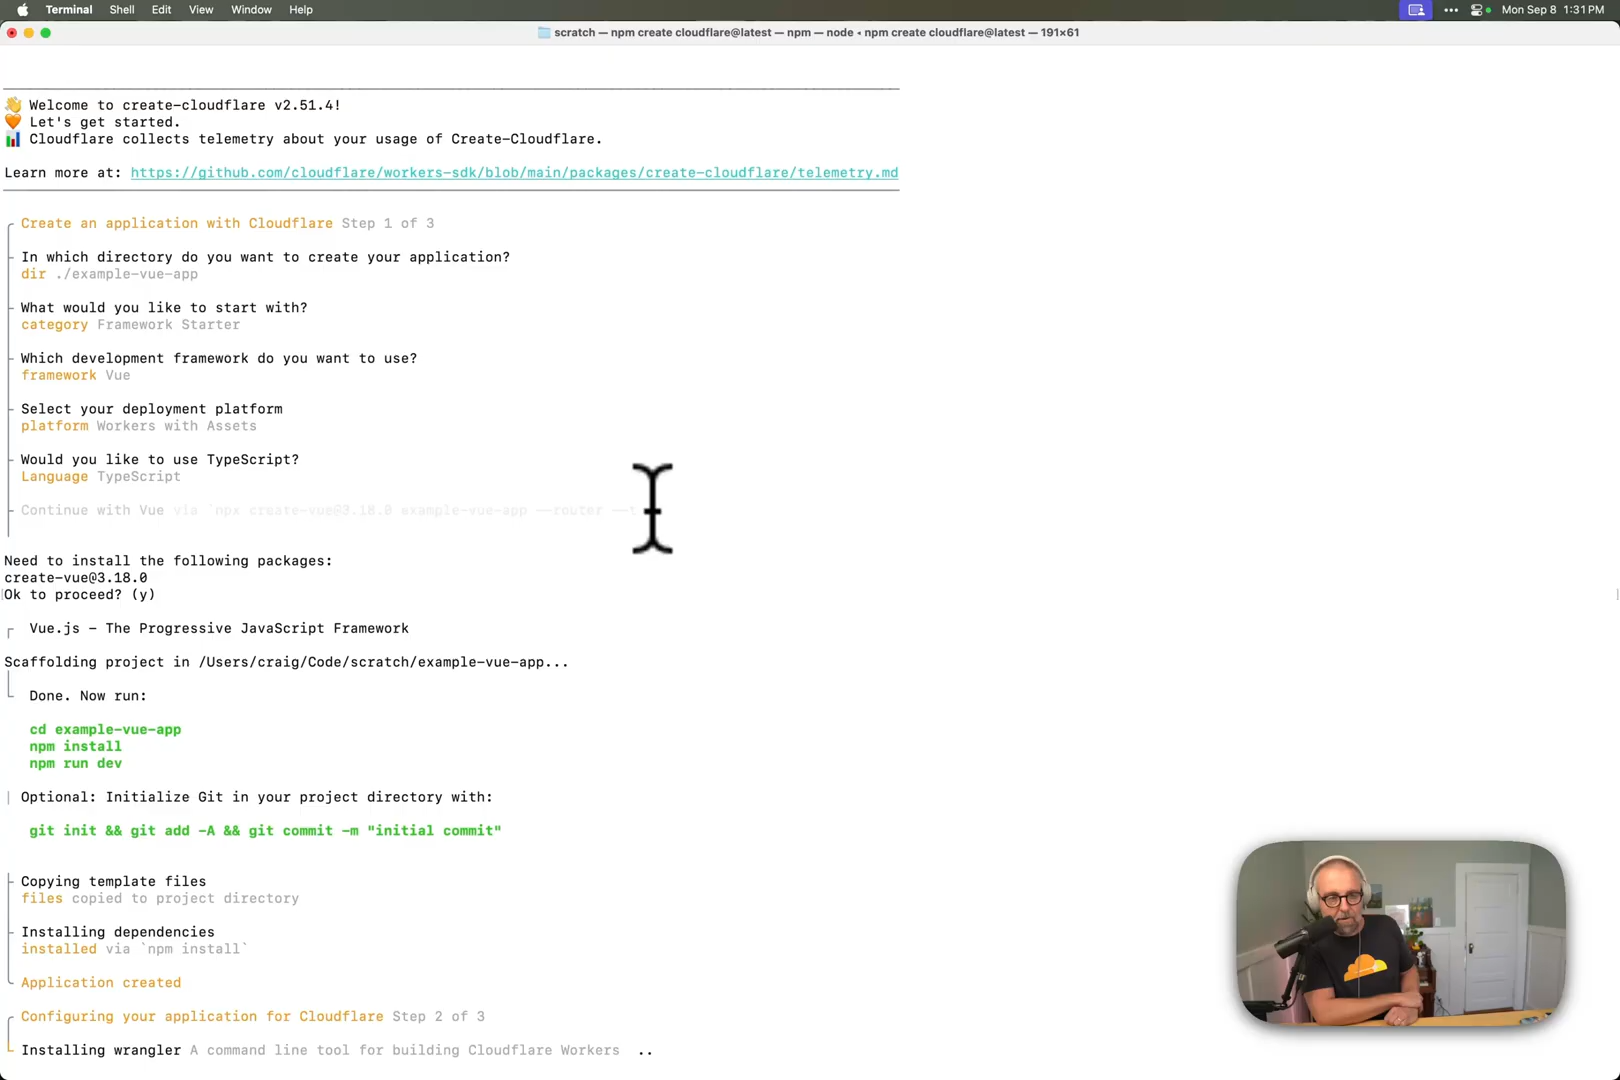 Terminal Shell Edit View Window Help
Mon Sep 8 1:31 PM
scratch — npm create cloudflare@latest — npm — node ◂ npm create cloudflare@latest — 191×61
Welcome to create-cloudflare v2.51.4!
Let's get started.
Cloudflare collects telemetry about your usage of Create-Cloudflare.
Learn more at: https://github.com/cloudflare/workers-sdk/blob/main/packages/create-cloudflare/telemetry.md
Create an application with Cloudflare Step 1 of 3
In which directory do you want to create your application?
dir ./example-vue-app
What would you like to start with?
category Framework Starter
Which development framework do you want to use?
framework Vue
Select your deployment platform
platform Workers with Assets
Would you like to use TypeScript?
Language TypeScript
Continue with Vue via `npx create-vue@3.18.0 example-vue-app --router --t
Need to install the following packages:
create-vue@3.18.0
Ok to proceed? (y)
Vue.js - The Progressive JavaScript Framework
Scaffolding project in /Users/craig/Code/scratch/example-vue-app...
Done. Now run:
cd example-vue-app
npm install
npm run dev
Optional: Initialize Git in your project directory with:
git init && git add -A && git commit -m "initial commit"
Copying template files
files copied to project directory
Installing dependencies
installed via `npm install`
Application created
Configuring your application for Cloudflare Step 2 of 3
Installing wrangler A command line tool for building Cloudflare Workers ..